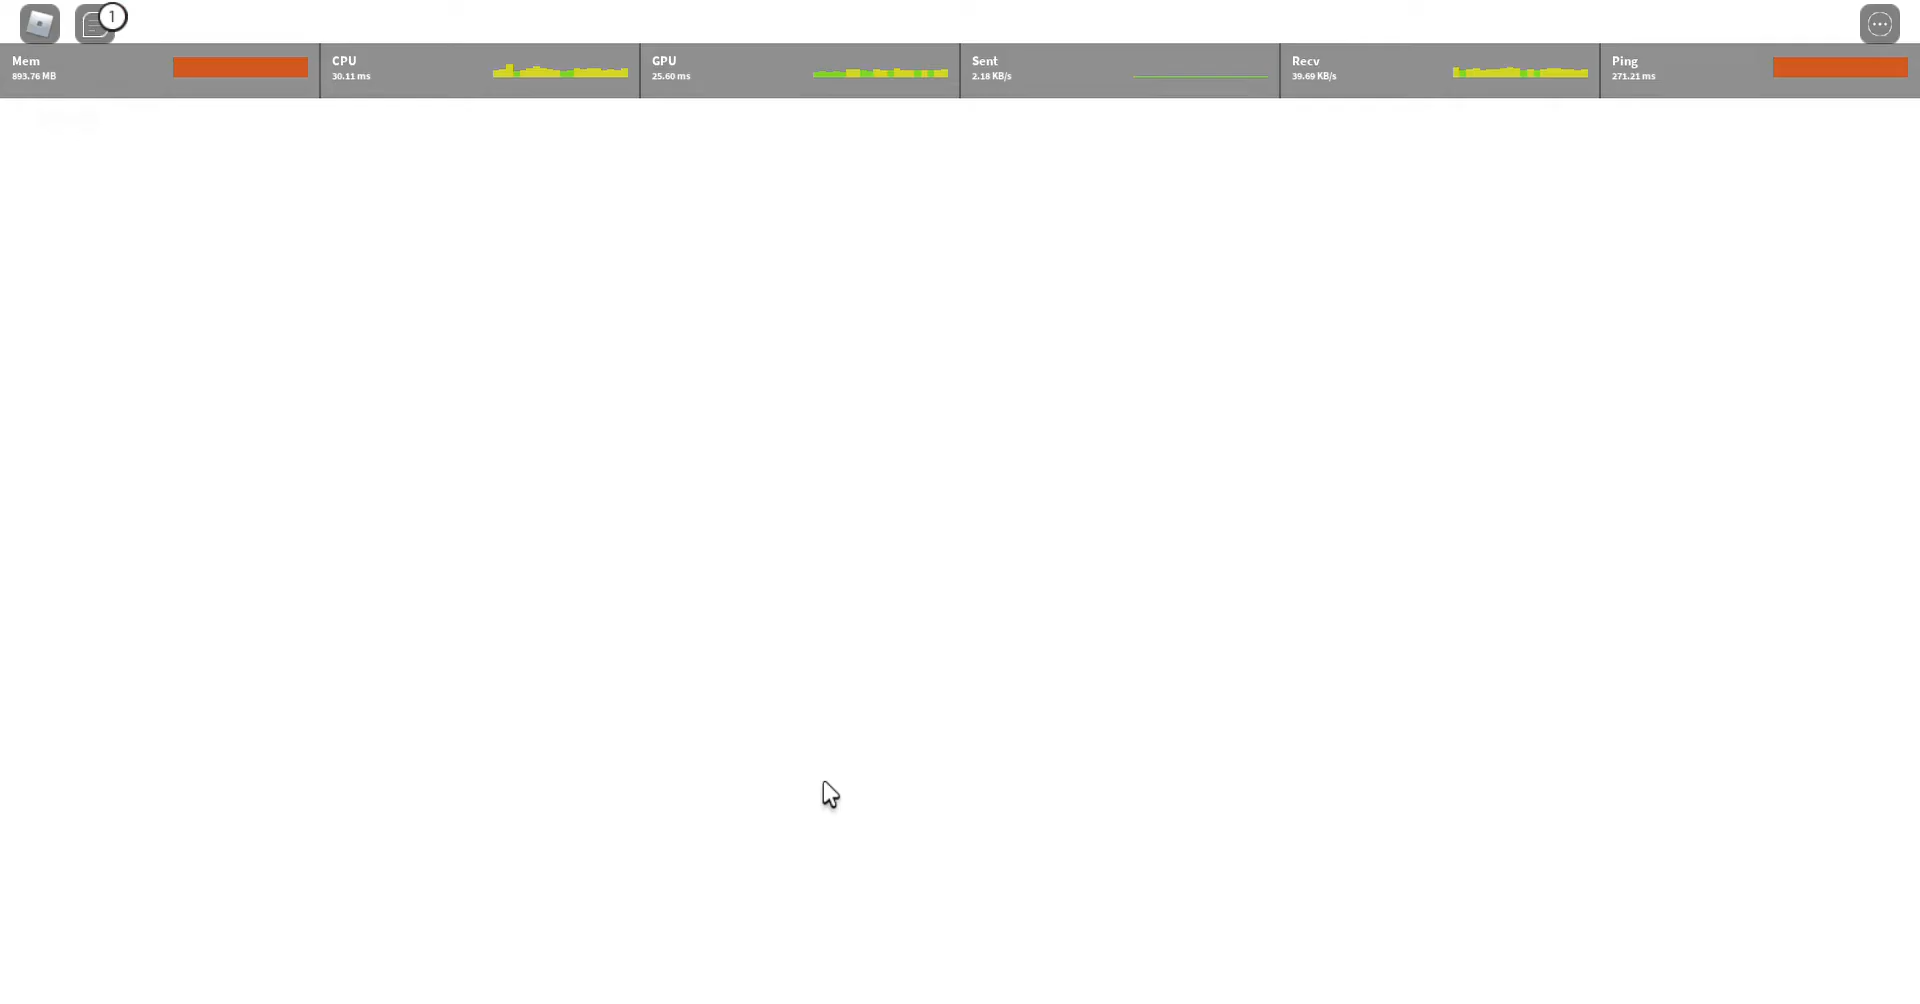 1
Mem
893.76 MB
CPU
30.11 ms
GPU
25.60 ms
Sent
2.18 KB/s
Recv
39.69 KB/s
Ping
271.21 ms